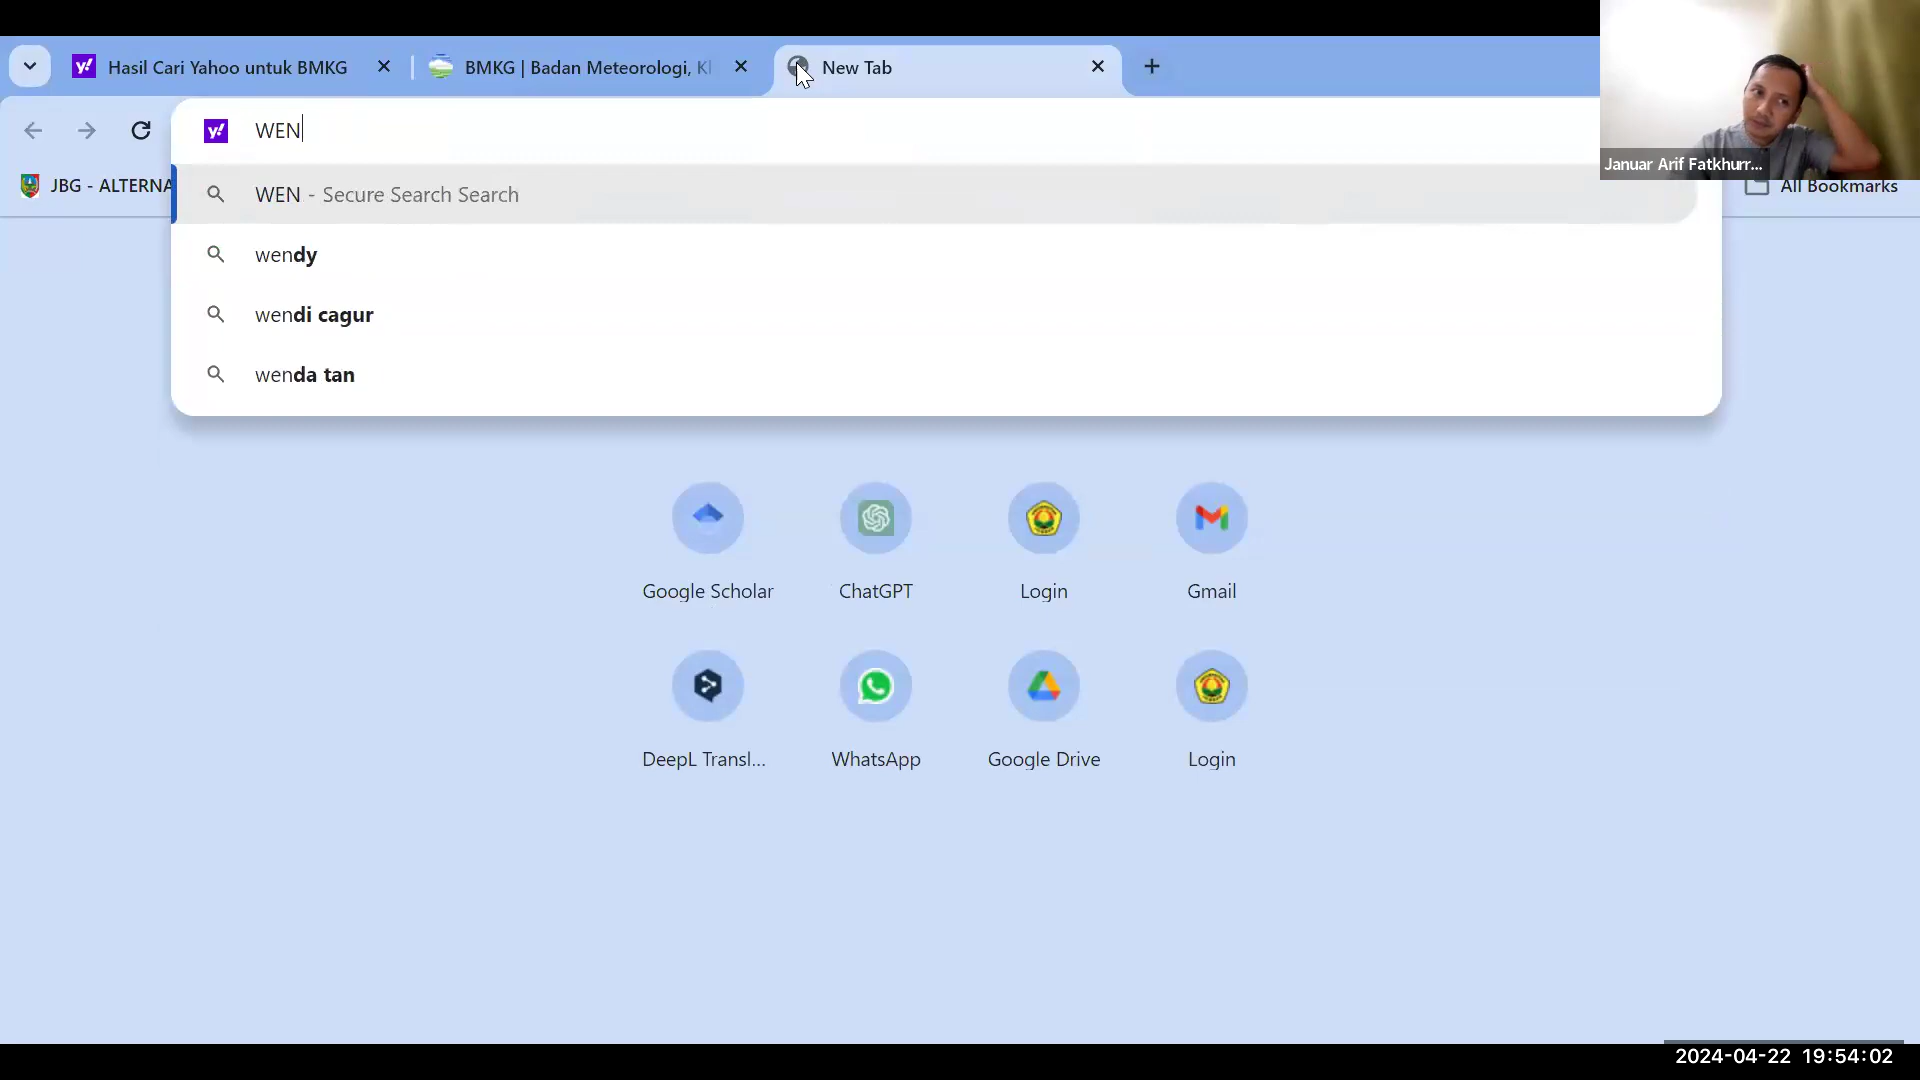 Hasil Cari Yahoo untuk BMKG
BMKG | Badan Meteorologi, Kl
New Tab
WEN
JBG - ALTERNA
WEN - Secure Search Search
wendy
wendi cagur
wenda tan
Januar Arif Fatkhurr...
All Bookmarks
Google Scholar
ChatGPT
Login
Gmail
DeepL Transl...
WhatsApp
Google Drive
Login
2024-04-22 19:54:02